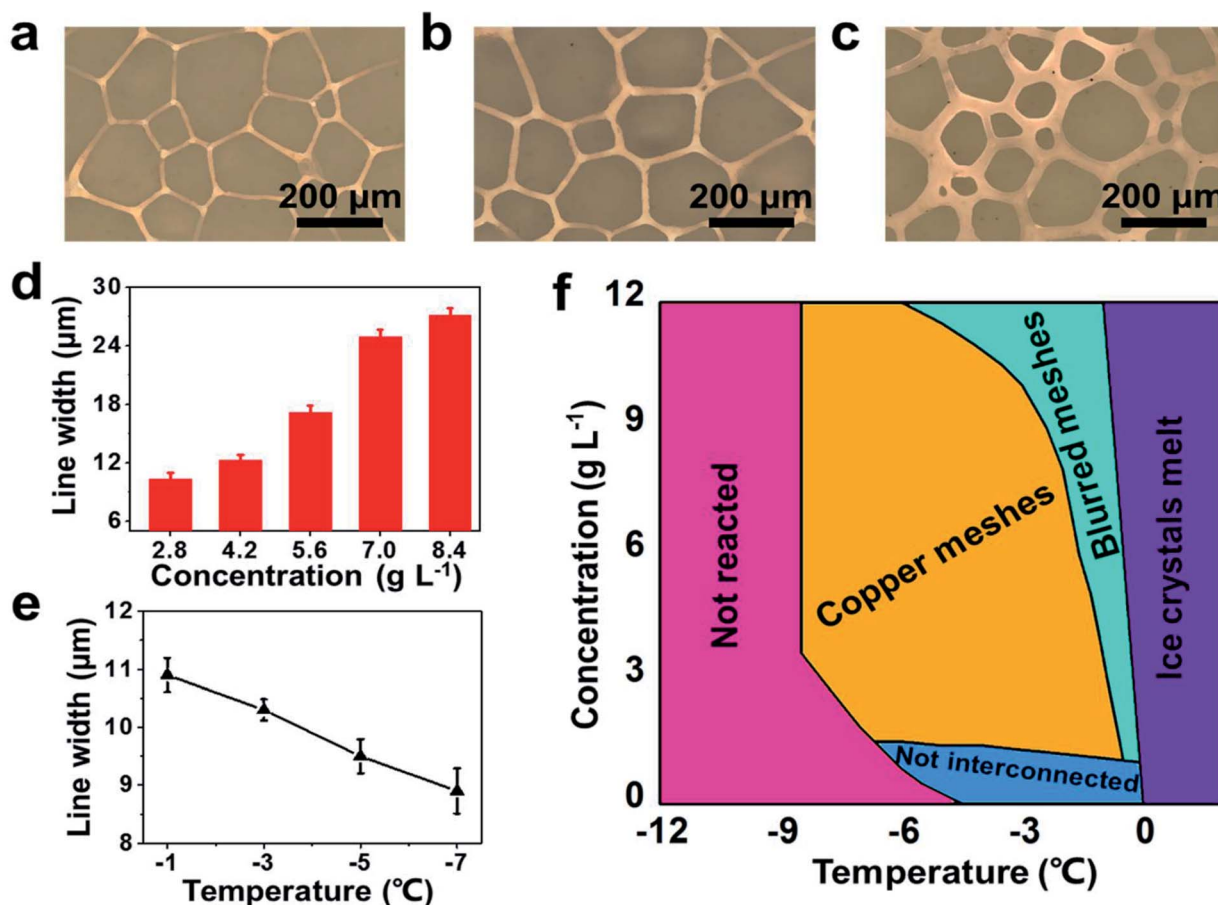 a
b
c
200 µm
200 µm
200 µm
d
Line width (µm)
30
24
18
12
6
2.8 4.2 5.6 7.0 8.4
Concentration (g L-1)
e
Line width (µm)
12
11
10
9
8
-1 -3 -5 -7
Temperature (℃)
f
Concentration (g L-1)
12
9
6
3
0
Not reacted
Copper meshes
Blurred meshes
Ice crystals melt
Not interconnected
-12 -9 -6 -3 0
Temperature (℃)